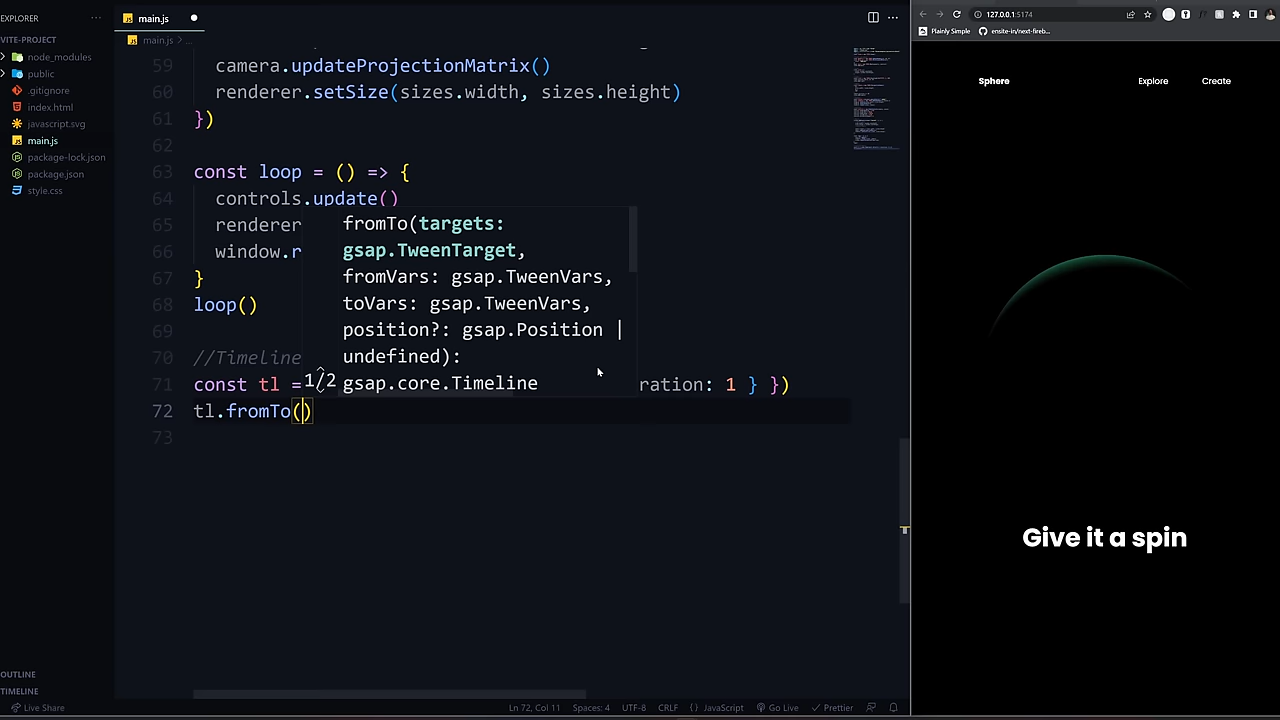 EXPLORER
main.js
127.0.0.1:5174
VITE-PROJECT
main.js > ...
Plainly Simple
ensite-in/next-fireb...
node_modules
public
.gitignore
index.html
javascript.svg
main.js
package-lock.json
package.json
style.css
59
60
61
62
63
64
65
66
67
68
69
70
71
72
73
camera.updateProjectionMatrix()
renderer.setSize(sizes.width, sizes.height)
})
const loop = () => {
controls.update()
renderer
window.r
}
loop()
//Timeline
const tl =
ration: 1 } })
tl.fromTo()
1/2
fromTo(targets:
gsap.TweenTarget,
fromVars: gsap.TweenVars,
toVars: gsap.TweenVars,
position?: gsap.Position |
undefined):
gsap.core.Timeline
Sphere
Explore
Create
Give it a spin
OUTLINE
TIMELINE
Live Share
Ln 72, Col 11
Spaces: 4
UTF-8
CRLF
{ } JavaScript
Go Live
Prettier